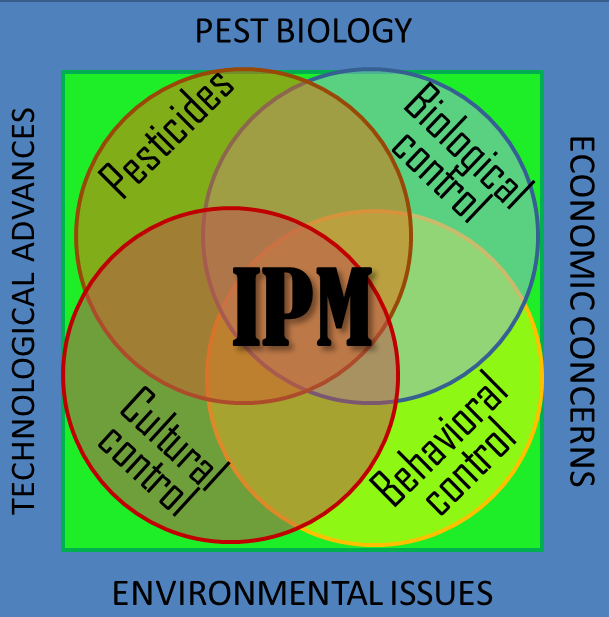 PEST BIOLOGY
Pesticides
Biological
control
TECHNOLOGICAL ADVANCES
ECONOMIC CONCERNS
IPM
Cultural
control
Behavioral
control
ENVIRONMENTAL ISSUES